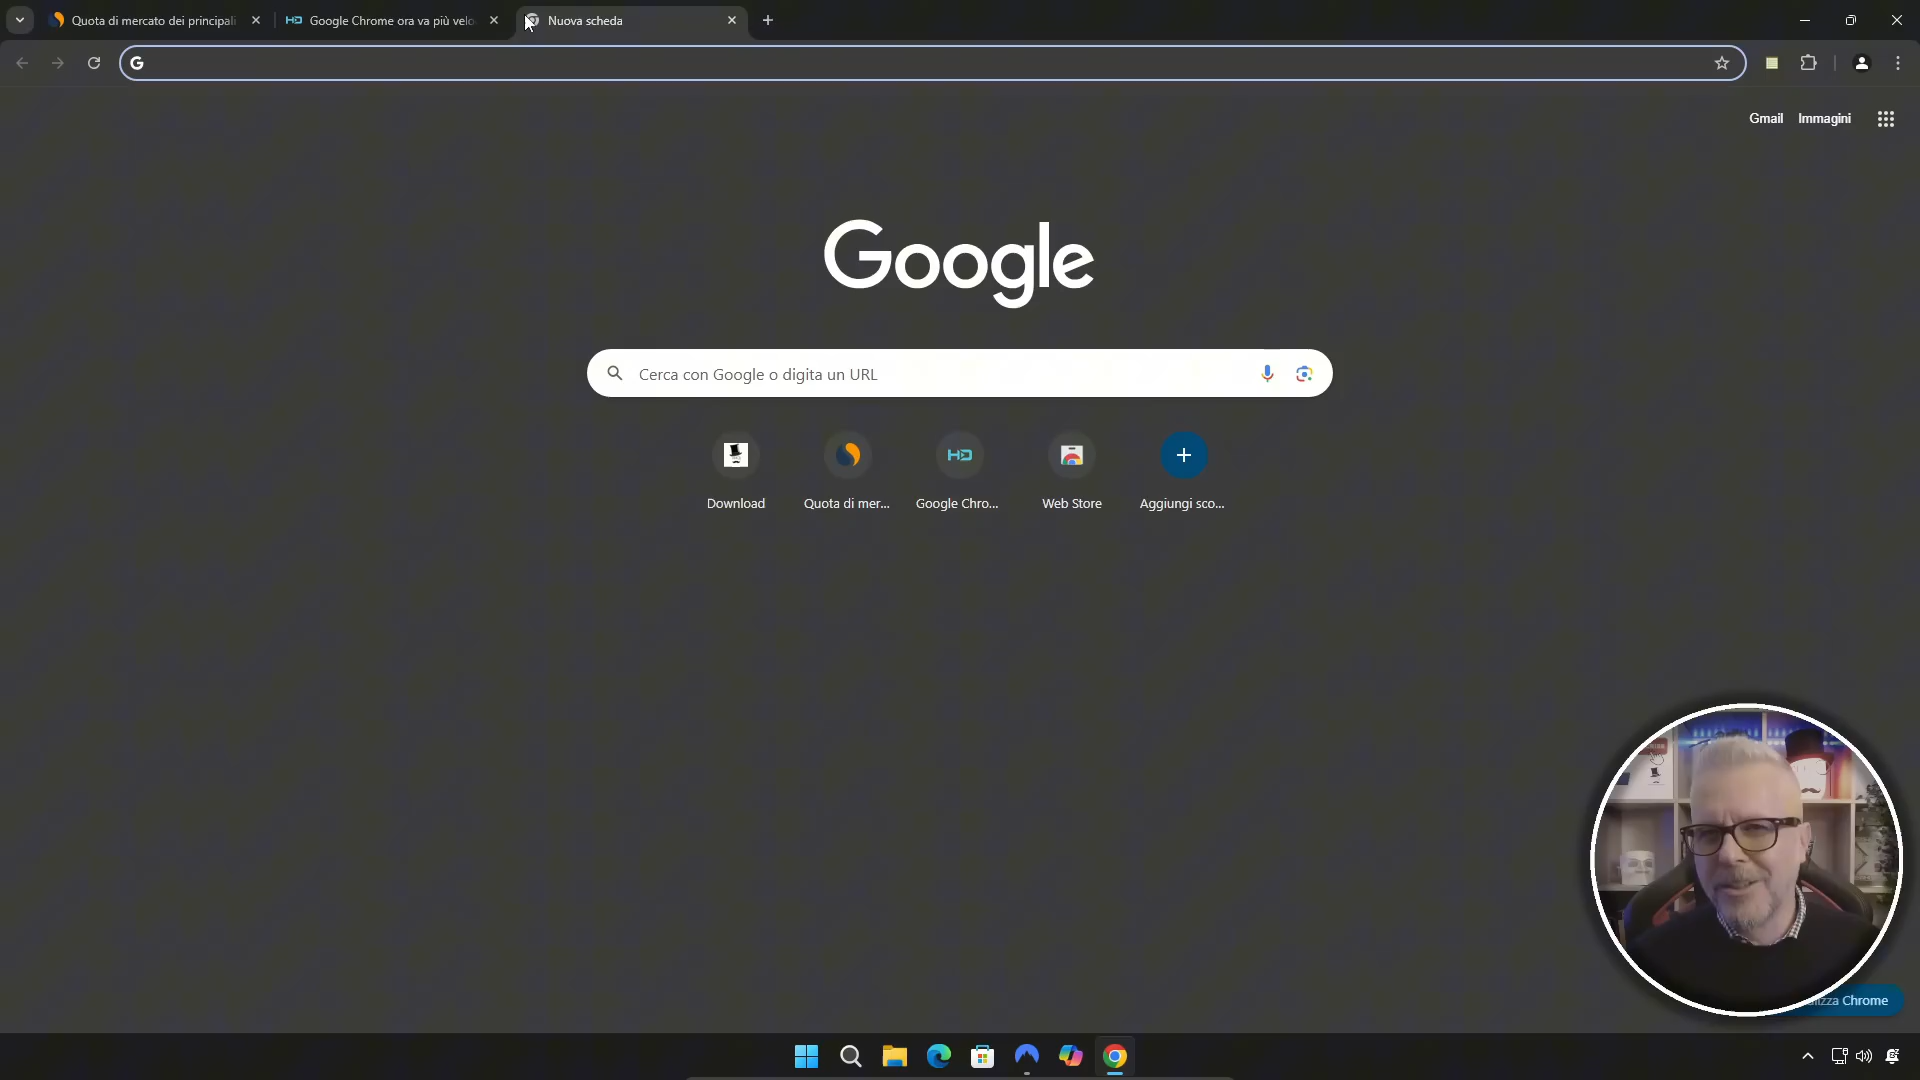 Quota di mercato dei principali
Google Chrome ora va più velo
Nuova scheda
Gmail
Immagini
Google
Cerca con Google o digita un URL
Download
Quota di mer...
Google Chro...
Web Store
Aggiungi sco...
lizza Chrome